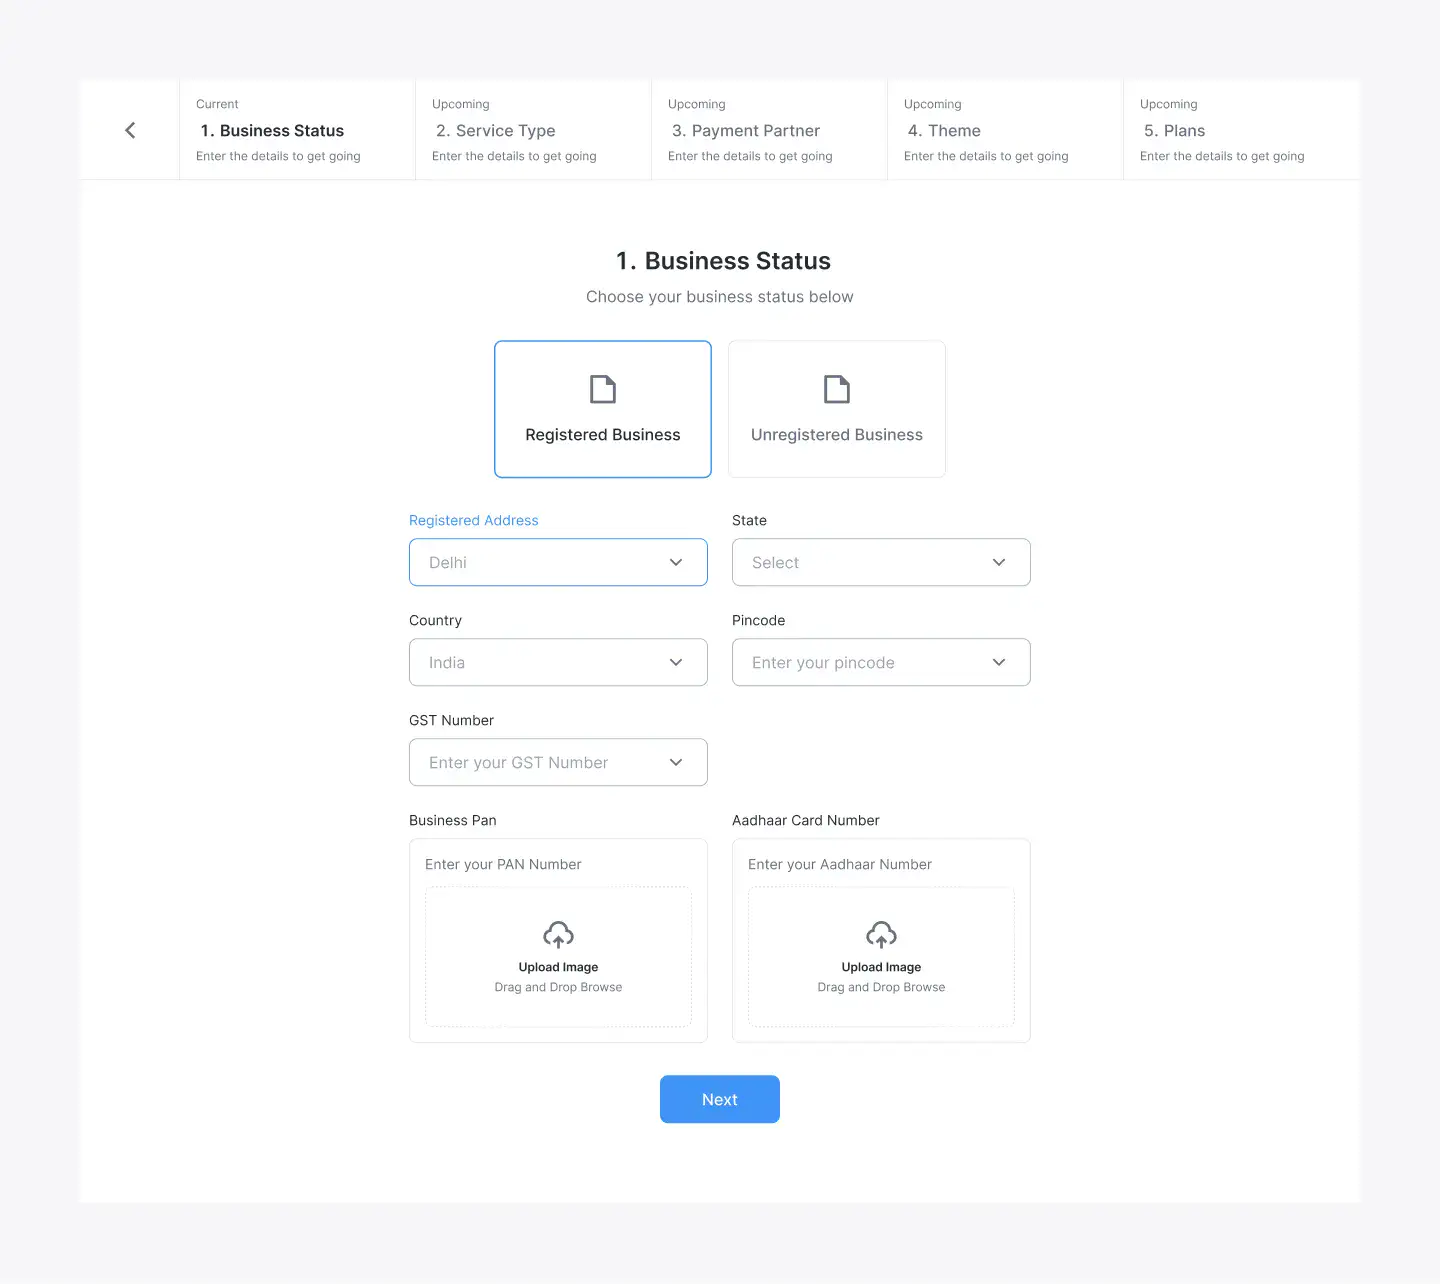 Current
1. Business Status
Enter the details to get going
Upcoming
2. Service Type
Enter the details to get going
Upcoming
3. Payment Partner
Enter the details to get going
Upcoming
4. Theme
Enter the details to get going
Upcoming
5. Plans
Enter the details to get going
1. Business Status
Choose your business status below
Registered Business
Unregistered Business
Registered Address
Delhi
State
Select
Country
India
Pincode
Enter your pincode
GST Number
Enter your GST Number
Business Pan
Enter your PAN Number
Upload Image
Drag and Drop Browse
Aadhaar Card Number
Enter your Aadhaar Number
Upload Image
Drag and Drop Browse
Next